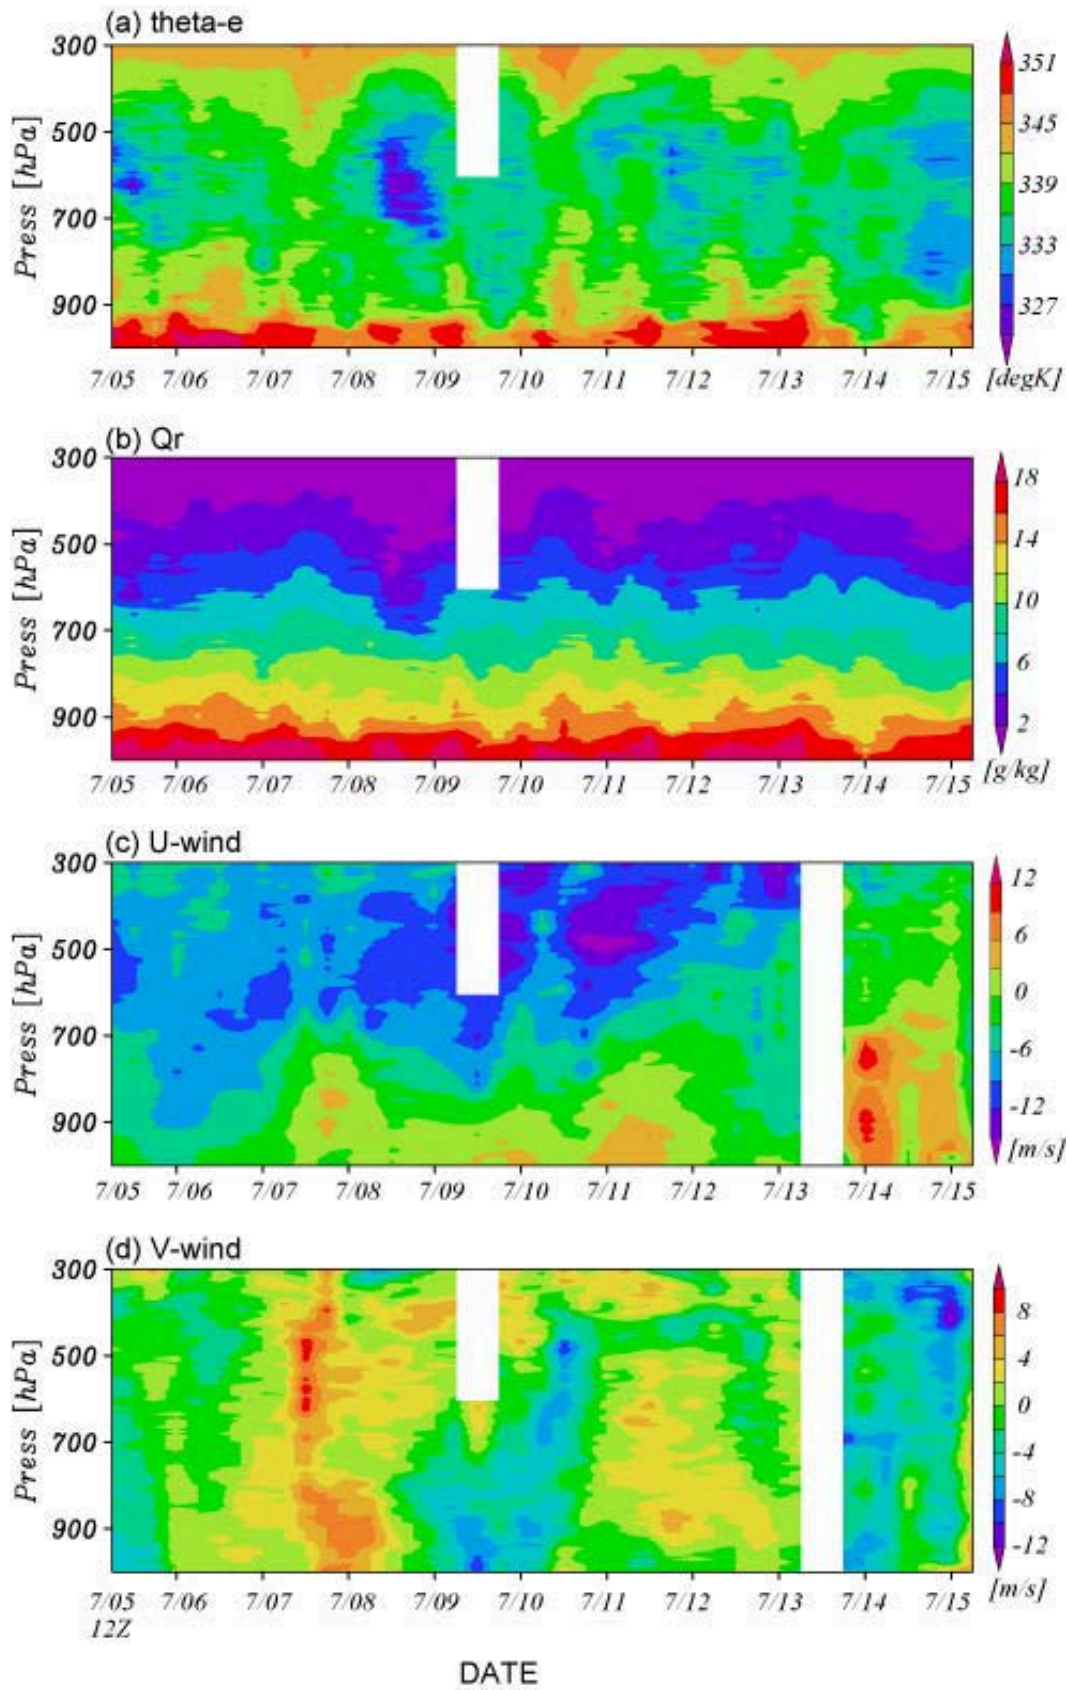 (a) theta-e
300
500
700
900
Press [hPa]
351
345
339
333
327
[degK]
7/05 7/06 7/07 7/08 7/09 7/10 7/11 7/12 7/13 7/14 7/15
(b) Qr
300
500
700
900
Press [hPa]
18
14
10
6
2
[g/kg]
7/05 7/06 7/07 7/08 7/09 7/10 7/11 7/12 7/13 7/14 7/15
(c) U-wind
300
500
700
900
Press [hPa]
12
6
0
-6
-12
[m/s]
7/05 7/06 7/07 7/08 7/09 7/10 7/11 7/12 7/13 7/14 7/15
(d) V-wind
300
500
700
900
Press [hPa]
8
4
0
-4
-8
-12
[m/s]
7/05 7/06 7/07 7/08 7/09 7/10 7/11 7/12 7/13 7/14 7/15
12Z
DATE